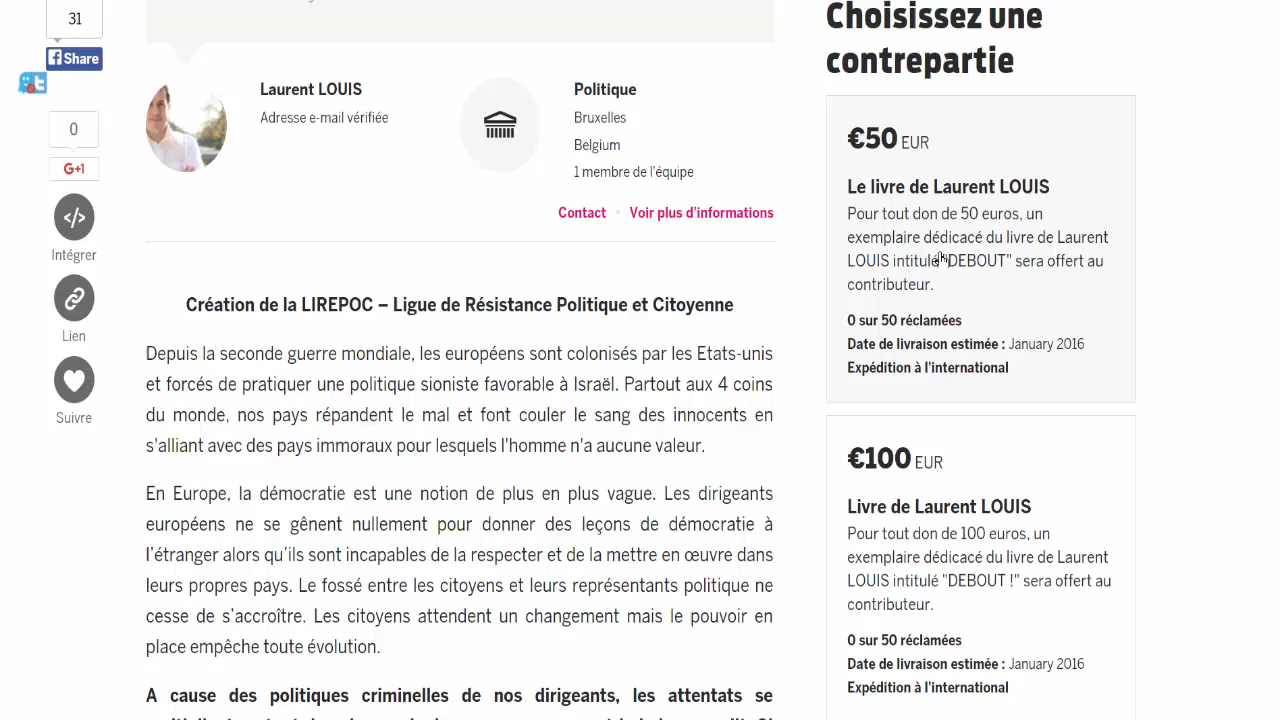 31
Share
0
G+1
Intégrer
Lien
Suivre
Laurent LOUIS
Adresse e-mail vérifiée
Politique
Bruxelles
Belgium
1 membre de l'équipe
Contact • Voir plus d'informations
Création de la LIREPOC – Ligue de Résistance Politique et Citoyenne
Depuis la seconde guerre mondiale, les européens sont colonisés par les Etats-unis
et forcés de pratiquer une politique sioniste favorable à Israël. Partout aux 4 coins
du monde, nos pays répandent le mal et font couler le sang des innocents en
s'alliant avec des pays immoraux pour lesquels l'homme n'a aucune valeur.
En Europe, la démocratie est une notion de plus en plus vague. Les dirigeants
européens ne se gênent nullement pour donner des leçons de démocratie à
l'étranger alors qu'ils sont incapables de la respecter et de la mettre en œuvre dans
leurs propres pays. Le fossé entre les citoyens et leurs représentants politique ne
cesse de s'accroître. Les citoyens attendent un changement mais le pouvoir en
place empêche toute évolution.
A cause des politiques criminelles de nos dirigeants, les attentats se
Choisissez une
contrepartie
€50 EUR
Le livre de Laurent LOUIS
Pour tout don de 50 euros, un
exemplaire dédicacé du livre de Laurent
LOUIS intitulé "DEBOUT" sera offert au
contributeur.
0 sur 50 réclamées
Date de livraison estimée : January 2016
Expédition à l'international
€100 EUR
Livre de Laurent LOUIS
Pour tout don de 100 euros, un
exemplaire dédicacé du livre de Laurent
LOUIS intitulé "DEBOUT !" sera offert au
contributeur.
0 sur 50 réclamées
Date de livraison estimée : January 2016
Expédition à l'international